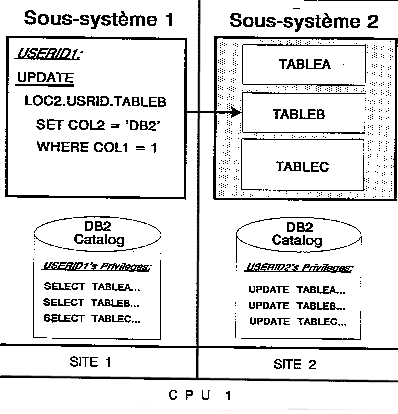 Sous-système 1
USERID1:
UPDATE
LOC2.USRID.TABLEB
SET COL2 = 'DB2'
WHERE COL1 = 1
DB2
Catalog
USERID1's Privileges:
SELECT TABLEA...
SELECT TABLEB...
SELECT TABLEC...
SITE 1
Sous-système 2
TABLEA
TABLEB
TABLEC
DB2
Catalog
USERID2's Privileges:
UPDATE TABLEA...
UPDATE TABLEB...
UPDATE TABLEC...
SITE 2
CPU 1